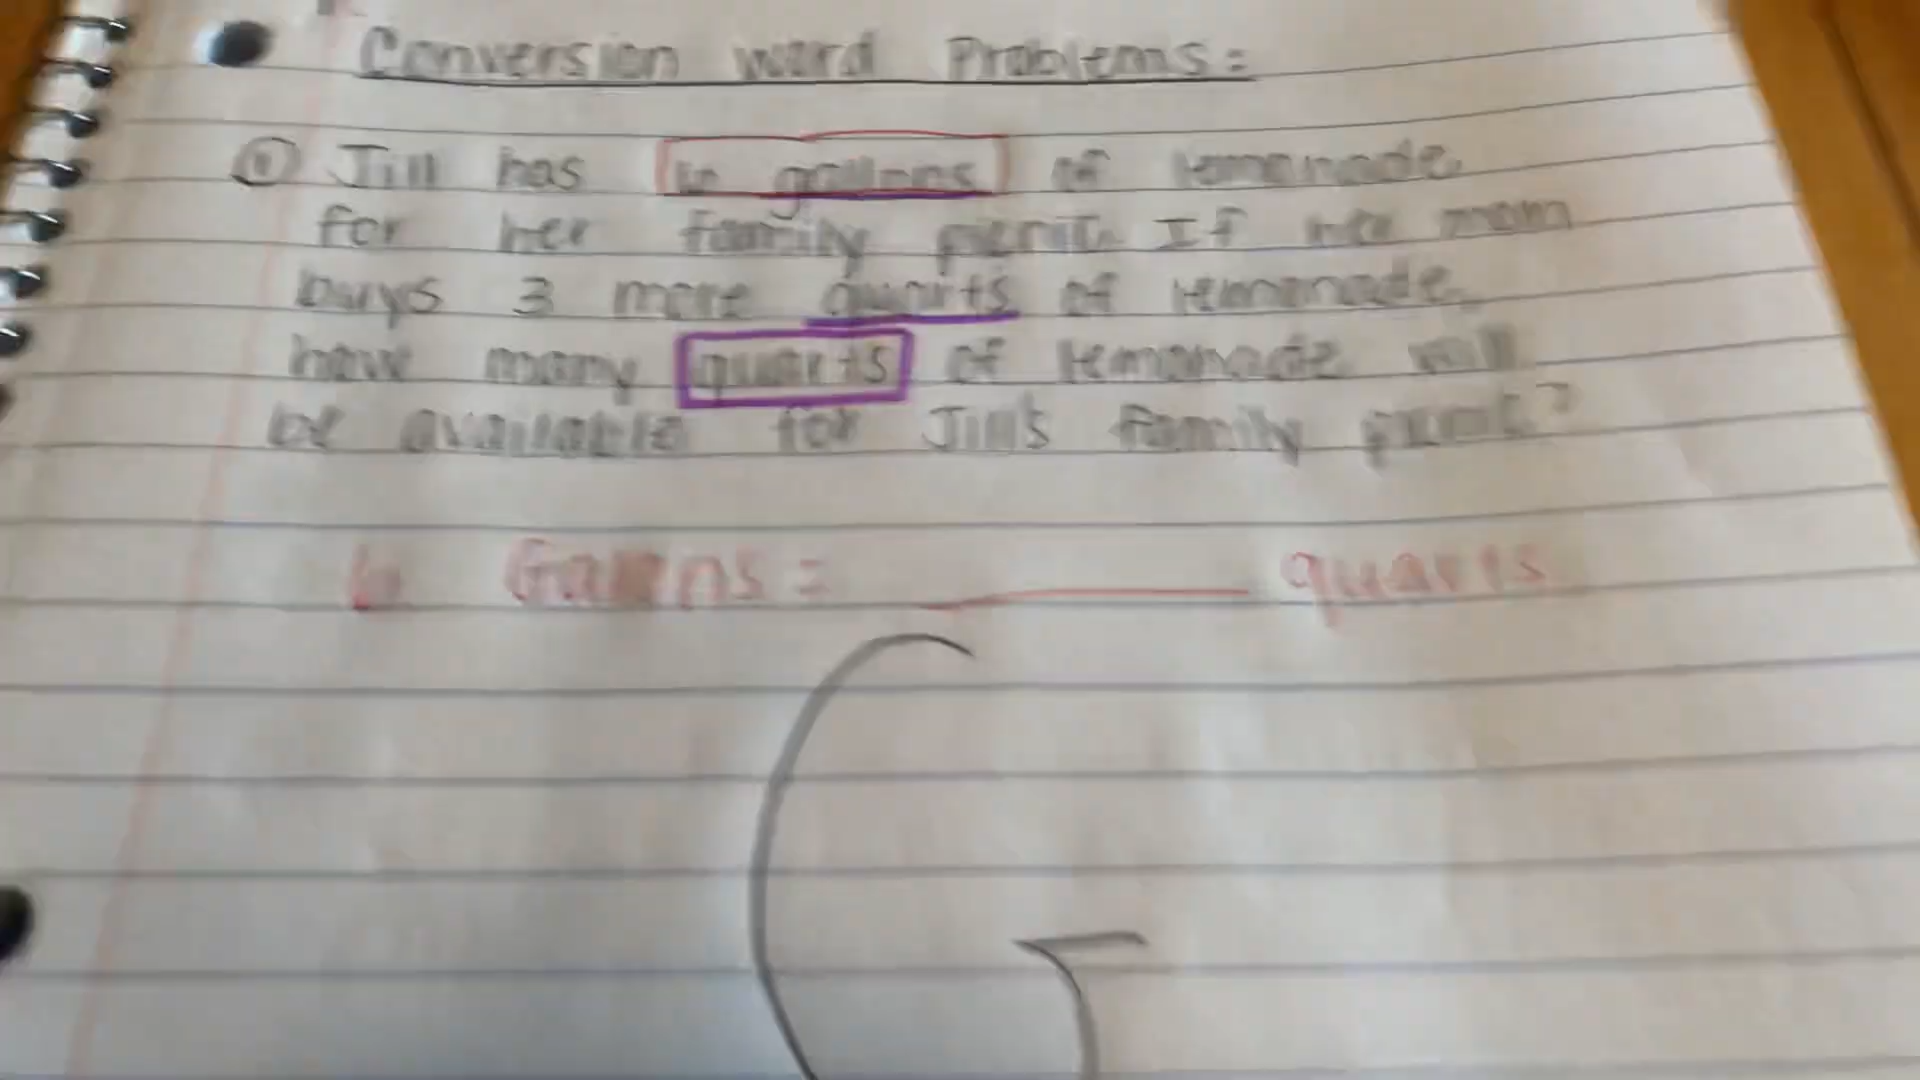 Conversion word Problems:
① Jill has 6 gallons of lemonade
for her family picnic. If her mom
buys 3 more quarts of lemonade,
how many quarts of lemonade will
be available for Jill's family picnic?
6 Gallons = ______ quarts
G